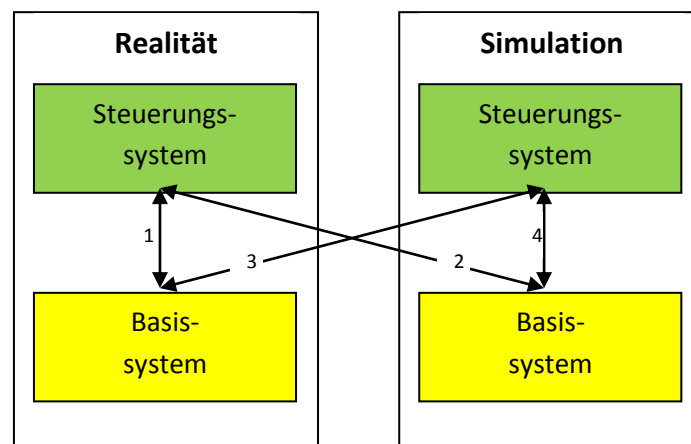 Realität
Simulation
Steuerungs-
system
Steuerungs-
system
1
4
3
2
Basis-
system
Basis-
system